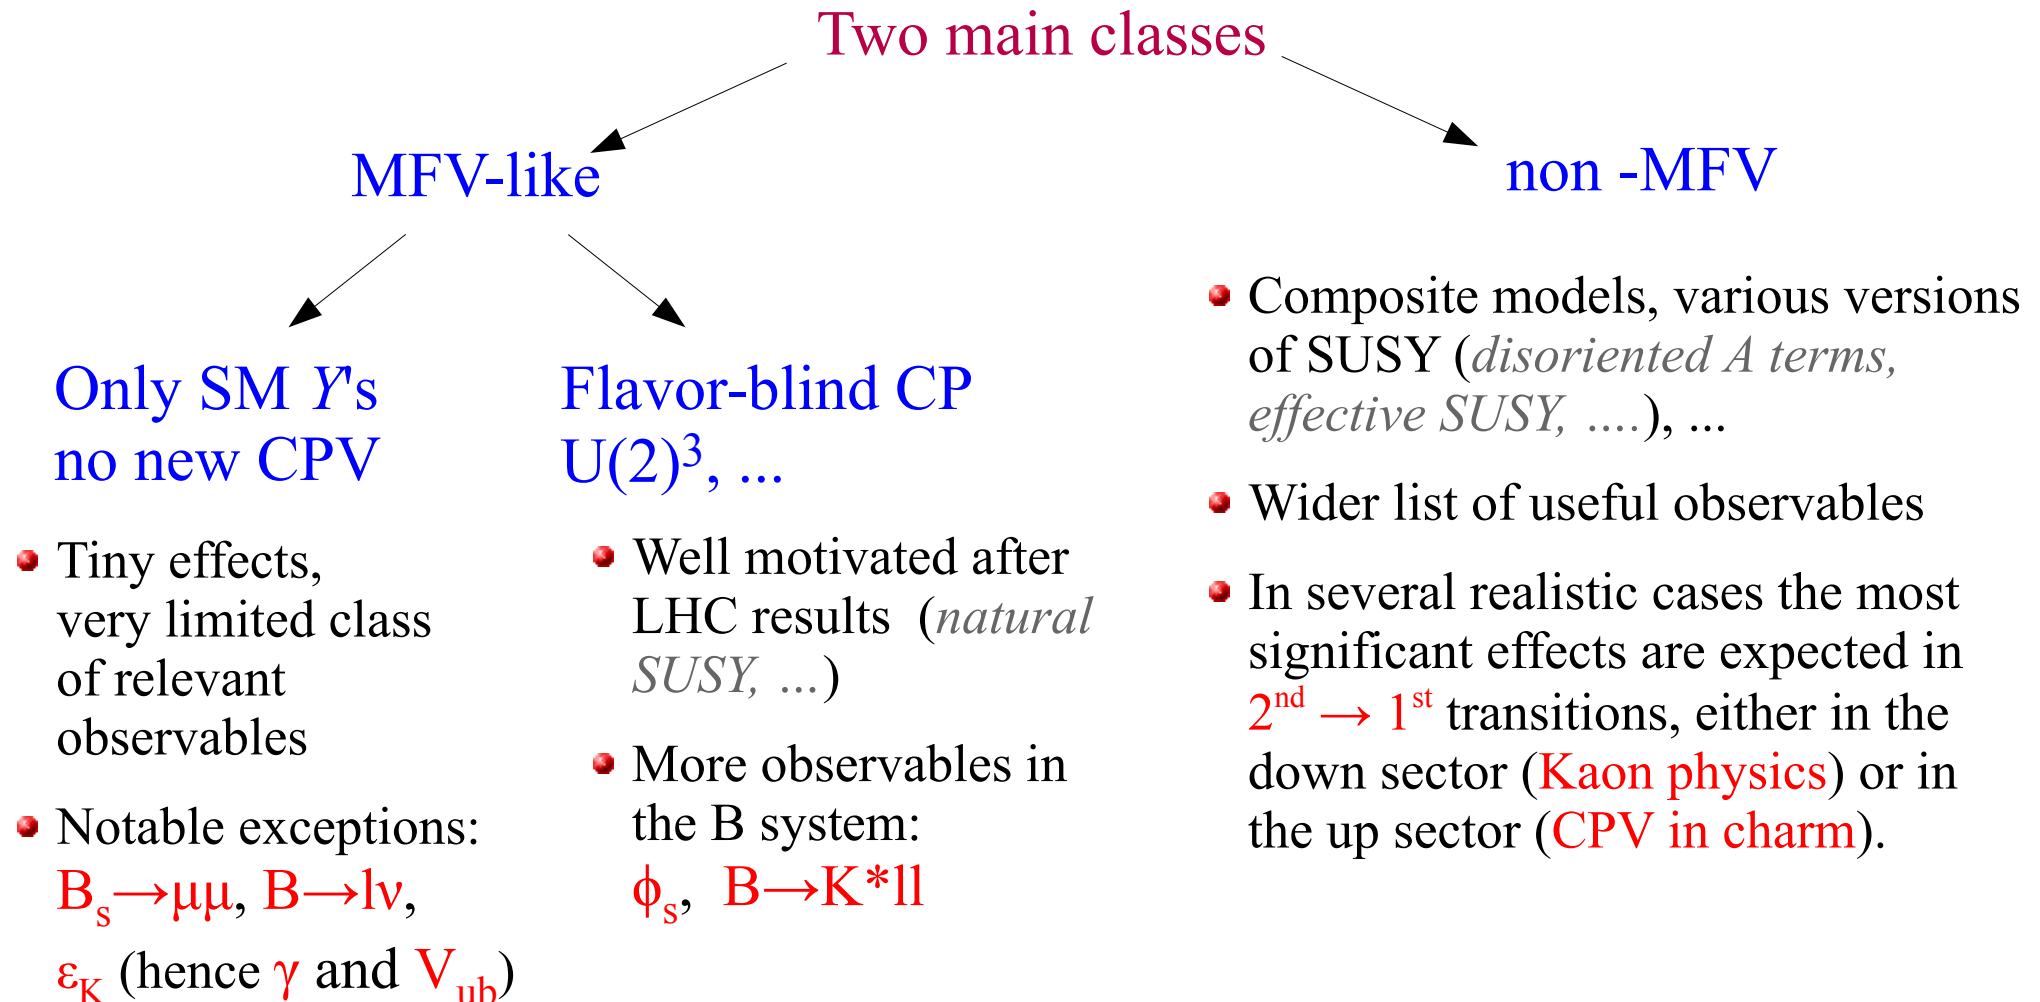 Two main classes
MFV-like
non -MFV
Only SM Y's
no new CPV
Tiny effects,
very limited class
of relevant
observables
Notable exceptions:
Bs→μμ, B→lν,
εK (hence γ and Vub)
Flavor-blind CP
U(2)³, ...
Well motivated after
LHC results (natural
SUSY, ...)
More observables in
the B system:
ϕs, B→K*ll
Composite models, various versions
of SUSY (disoriented A terms,
effective SUSY, ....), ...
Wider list of useful observables
In several realistic cases the most
significant effects are expected in
2nd → 1st transitions, either in the
down sector (Kaon physics) or in
the up sector (CPV in charm).